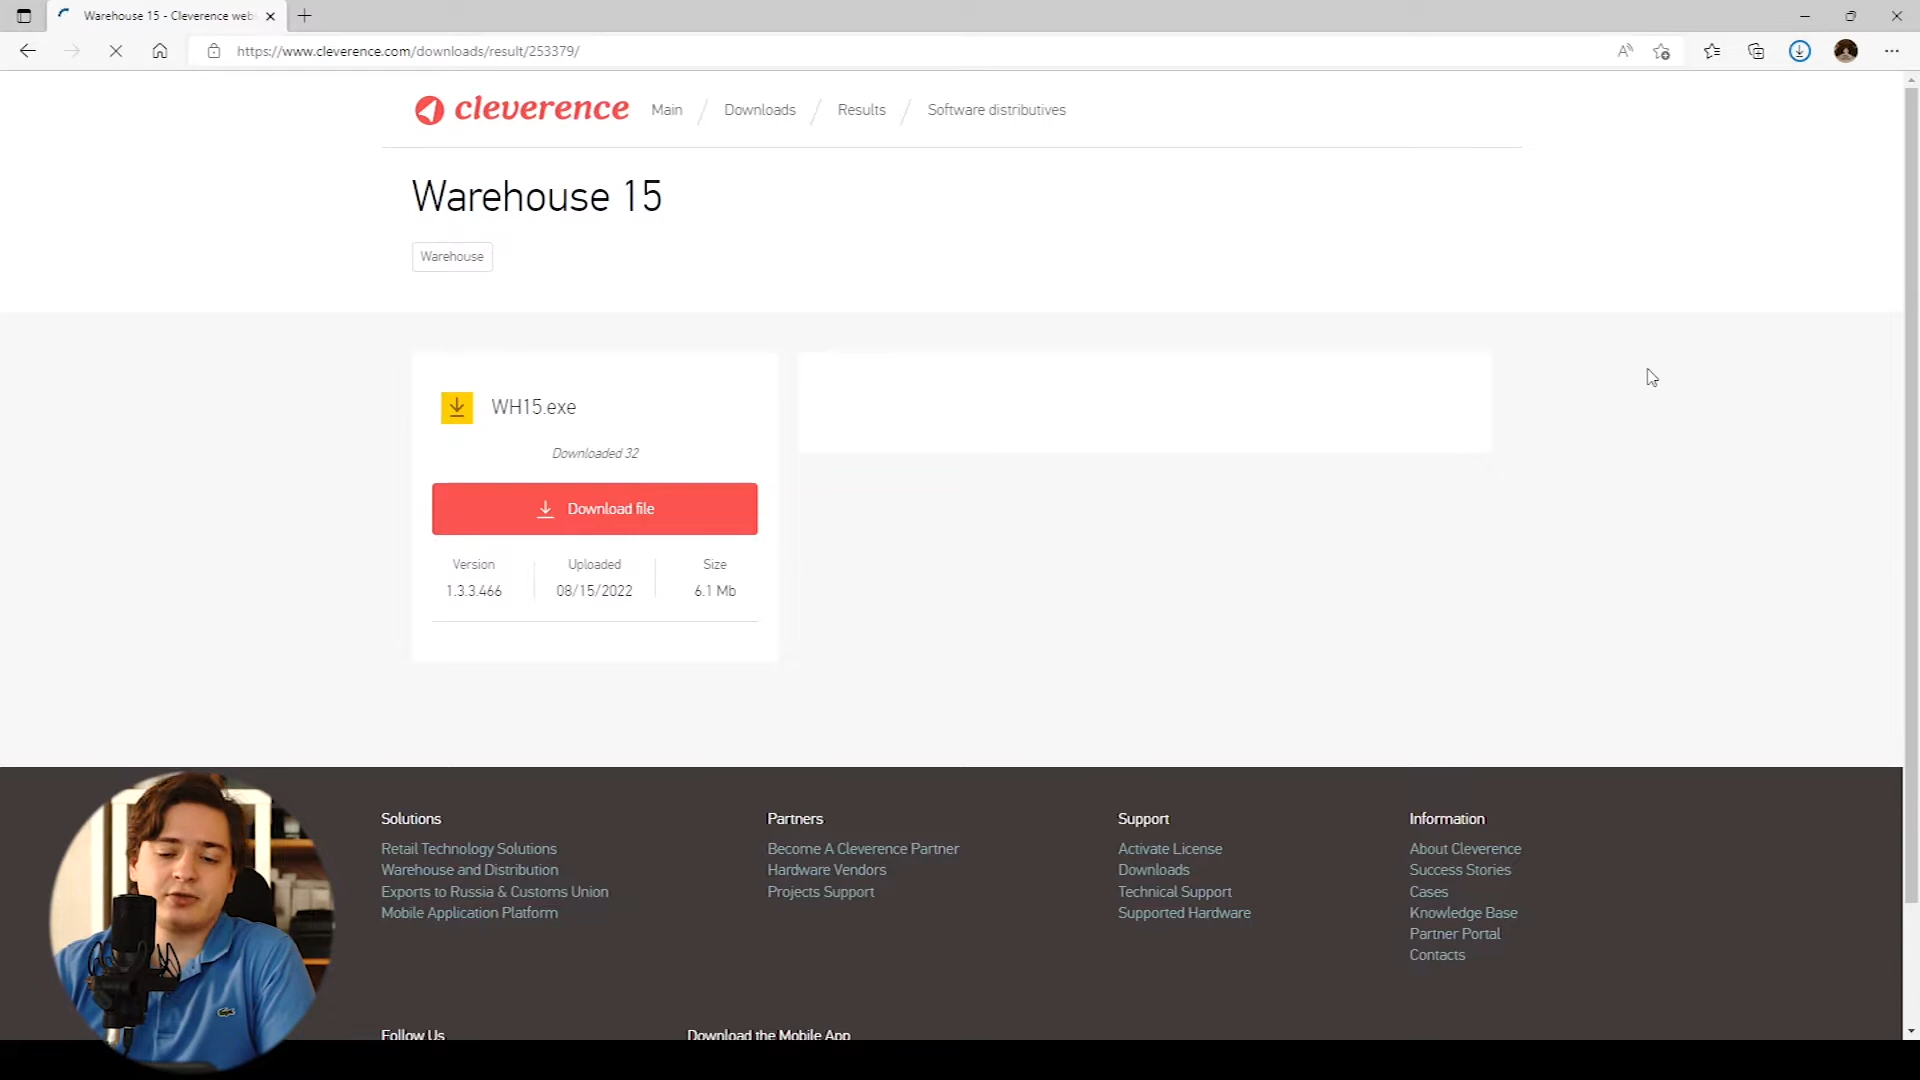 Warehouse 15 - Cleverence web
https://www.cleverence.com/downloads/result/253379/
cleverence
Main / Downloads / Results / Software distributives
Warehouse 15
Warehouse
WH15.exe
Downloaded 32
Download file
Version Uploaded Size
1.3.3.466 08/15/2022 6.1 Mb
Solutions
Retail Technology Solutions
Warehouse and Distribution
Exports to Russia & Customs Union
Mobile Application Platform
Partners
Become A Cleverence Partner
Hardware Vendors
Projects Support
Support
Activate License
Downloads
Technical Support
Supported Hardware
Information
About Cleverence
Success Stories
Cases
Knowledge Base
Partner Portal
Contacts
Follow Us
Download the Mobile App